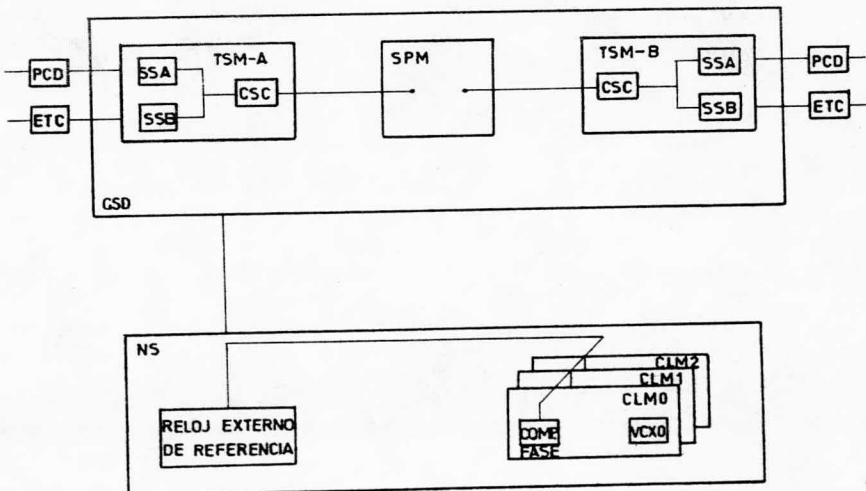 TSM-A
SPM
TSM-B
PCD
SSA
CSC
CSC
SSA
PCD
ETC
SSB
SSB
ETC
GSD
NS
CLM2
CLM1
CLM0
RELOJ EXTERNO
DE REFERENCIA
COMP
FASE
VCXO